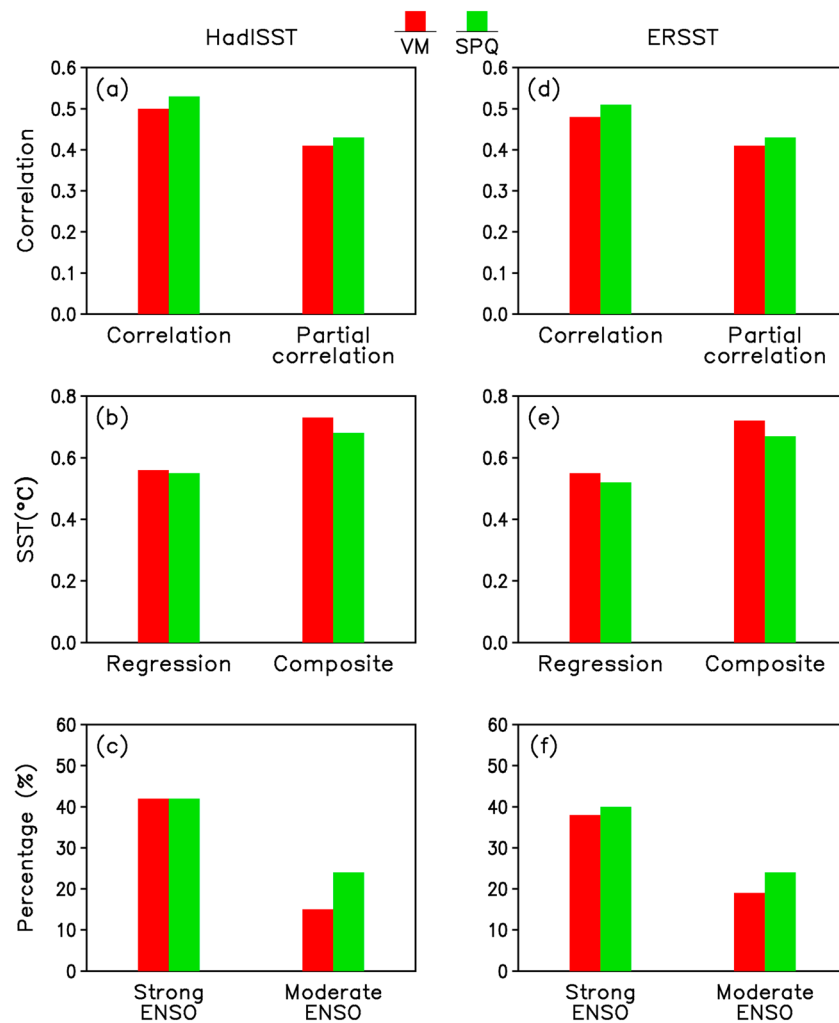 HadISST
VM
SPQ
ERSST
(a)
Correlation
0.6
0.5
0.4
0.3
0.2
0.1
0.0
Correlation
Partial
correlation
(d)
0.6
0.5
0.4
0.3
0.2
0.1
0.0
Correlation
Partial
correlation
(b)
SST(°C)
0.8
0.6
0.4
0.2
0.0
Regression
Composite
(e)
0.8
0.6
0.4
0.2
0.0
Regression
Composite
(c)
Percentage (%)
60
50
40
30
20
10
0
Strong
ENSO
Moderate
ENSO
(f)
60
50
40
30
20
10
0
Strong
ENSO
Moderate
ENSO